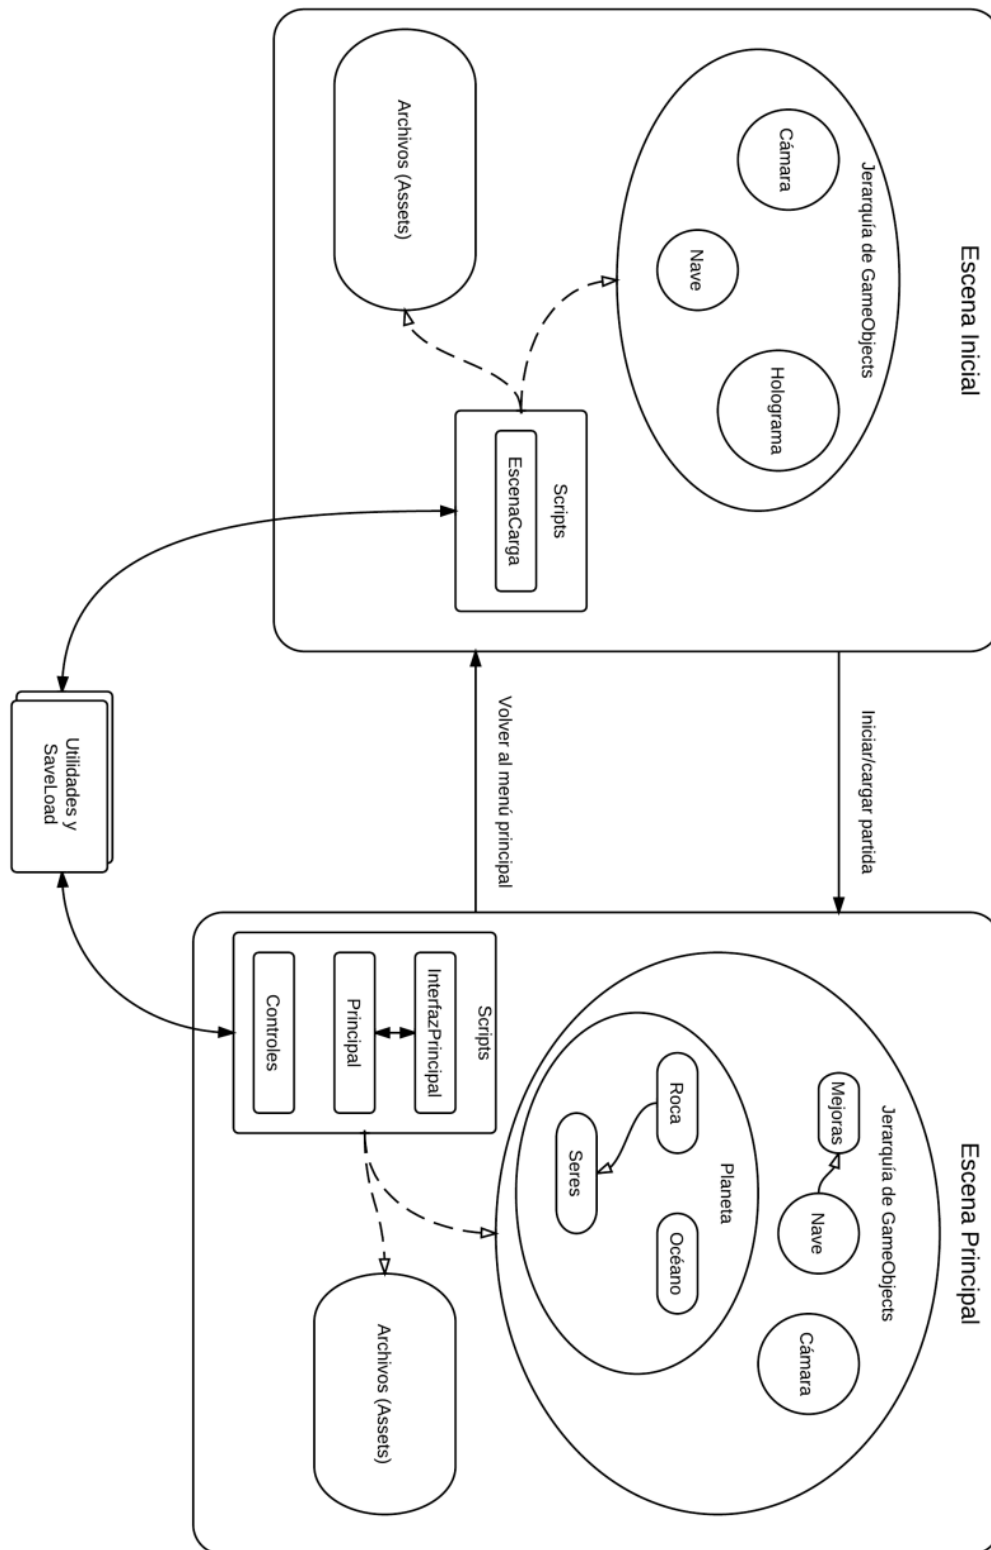 Escena Inicial
Jerarquía de GameObjects
Cámara
Nave
Holograma
Archivos (Assets)
Scripts
EscenaCarga
Iniciar/cargar partida
Volver al menú principal
Utilidades y
SaveLoad
Escena Principal
Jerarquía de GameObjects
Mejoras
Nave
Cámara
Planeta
Roca
Océano
Seres
Scripts
InterfazPrincipal
Principal
Controles
Archivos (Assets)